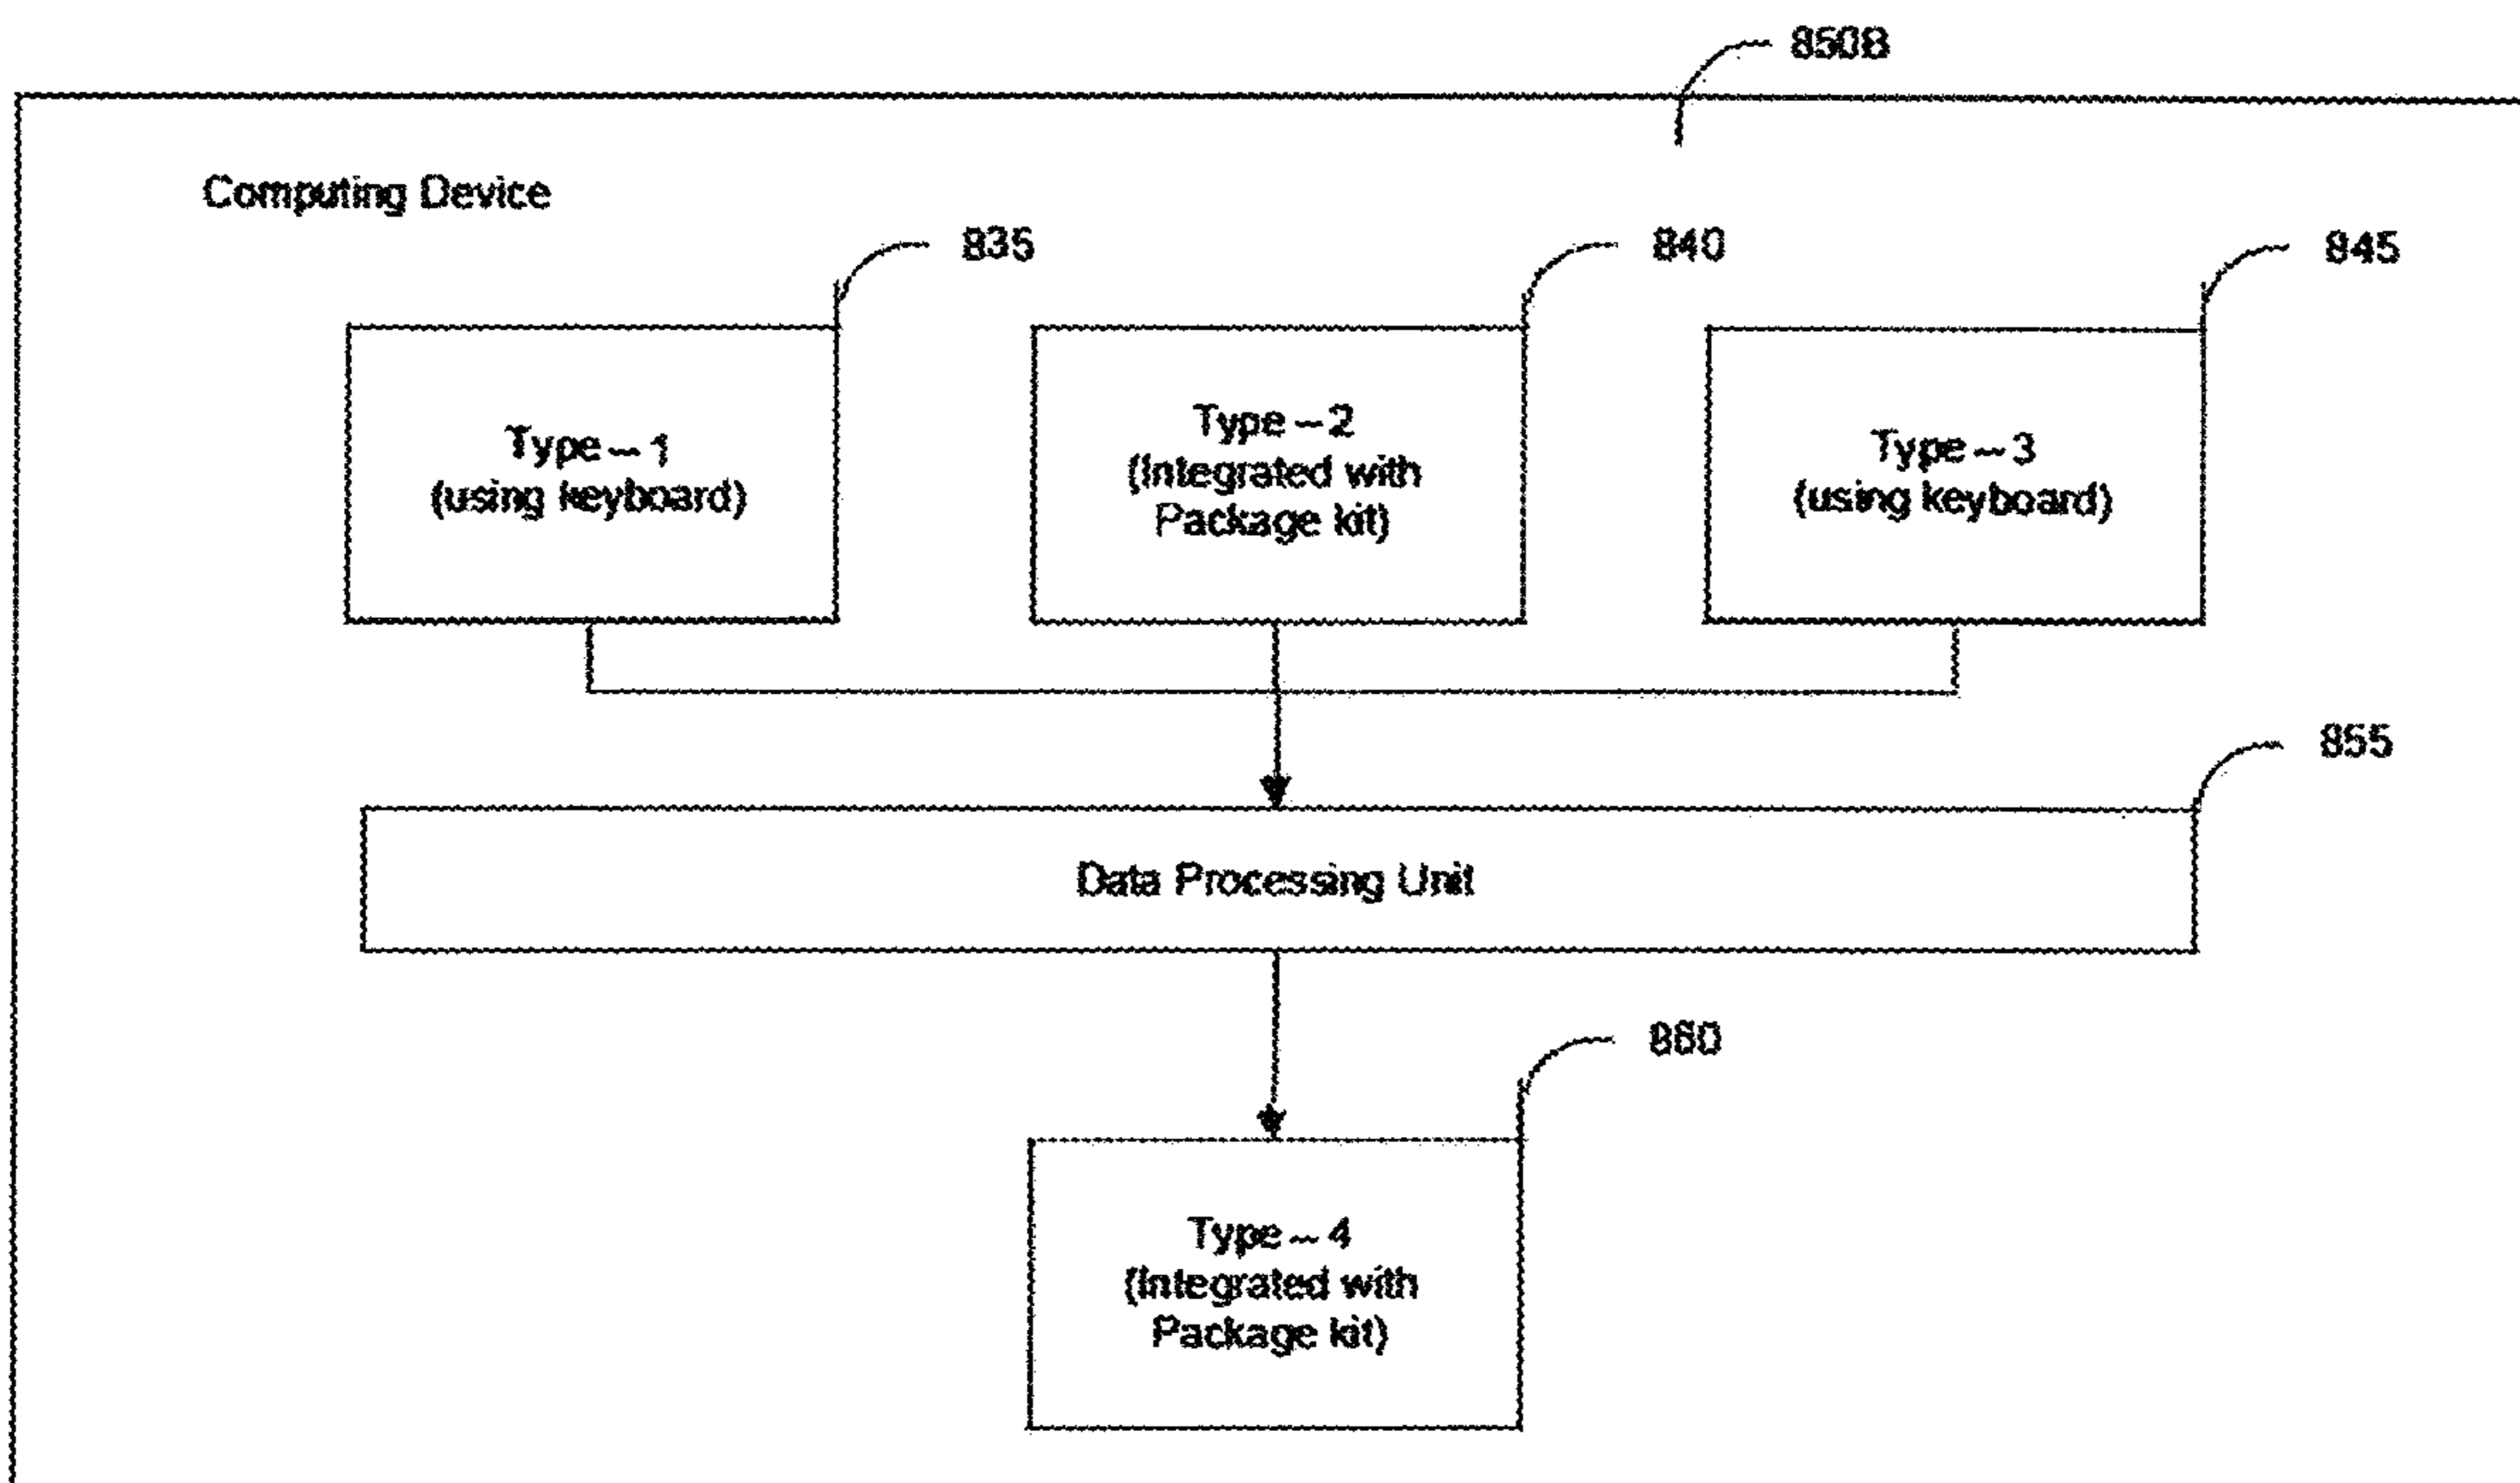 850B
Computing Device
835
840
845
Type – 1
(using keyboard)
Type – 2
(Integrated with
Package kit)
Type – 3
(using keyboard)
855
Data Processing Unit
860
Type – 4
(Integrated with
Package kit)